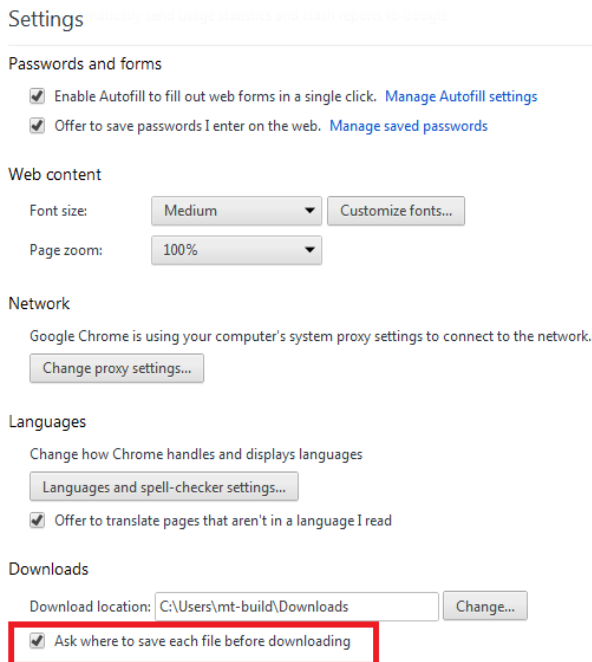 Settings
Passwords and forms
Enable Autofill to fill out web forms in a single click. Manage Autofill settings
Offer to save passwords I enter on the web. Manage saved passwords
Web content
Font size: Medium Customize fonts...
Page zoom: 100%
Network
Google Chrome is using your computer's system proxy settings to connect to the network.
Change proxy settings...
Languages
Change how Chrome handles and displays languages
Languages and spell-checker settings...
Offer to translate pages that aren't in a language I read
Downloads
Download location: C:\Users\mt-build\Downloads Change...
Ask where to save each file before downloading